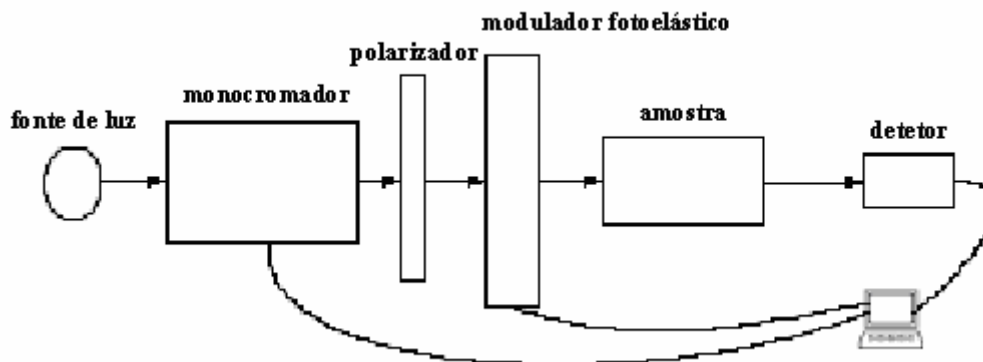 modulador fotoelástico
polarizador
monocromador
fonte de luz
amostra
detetor